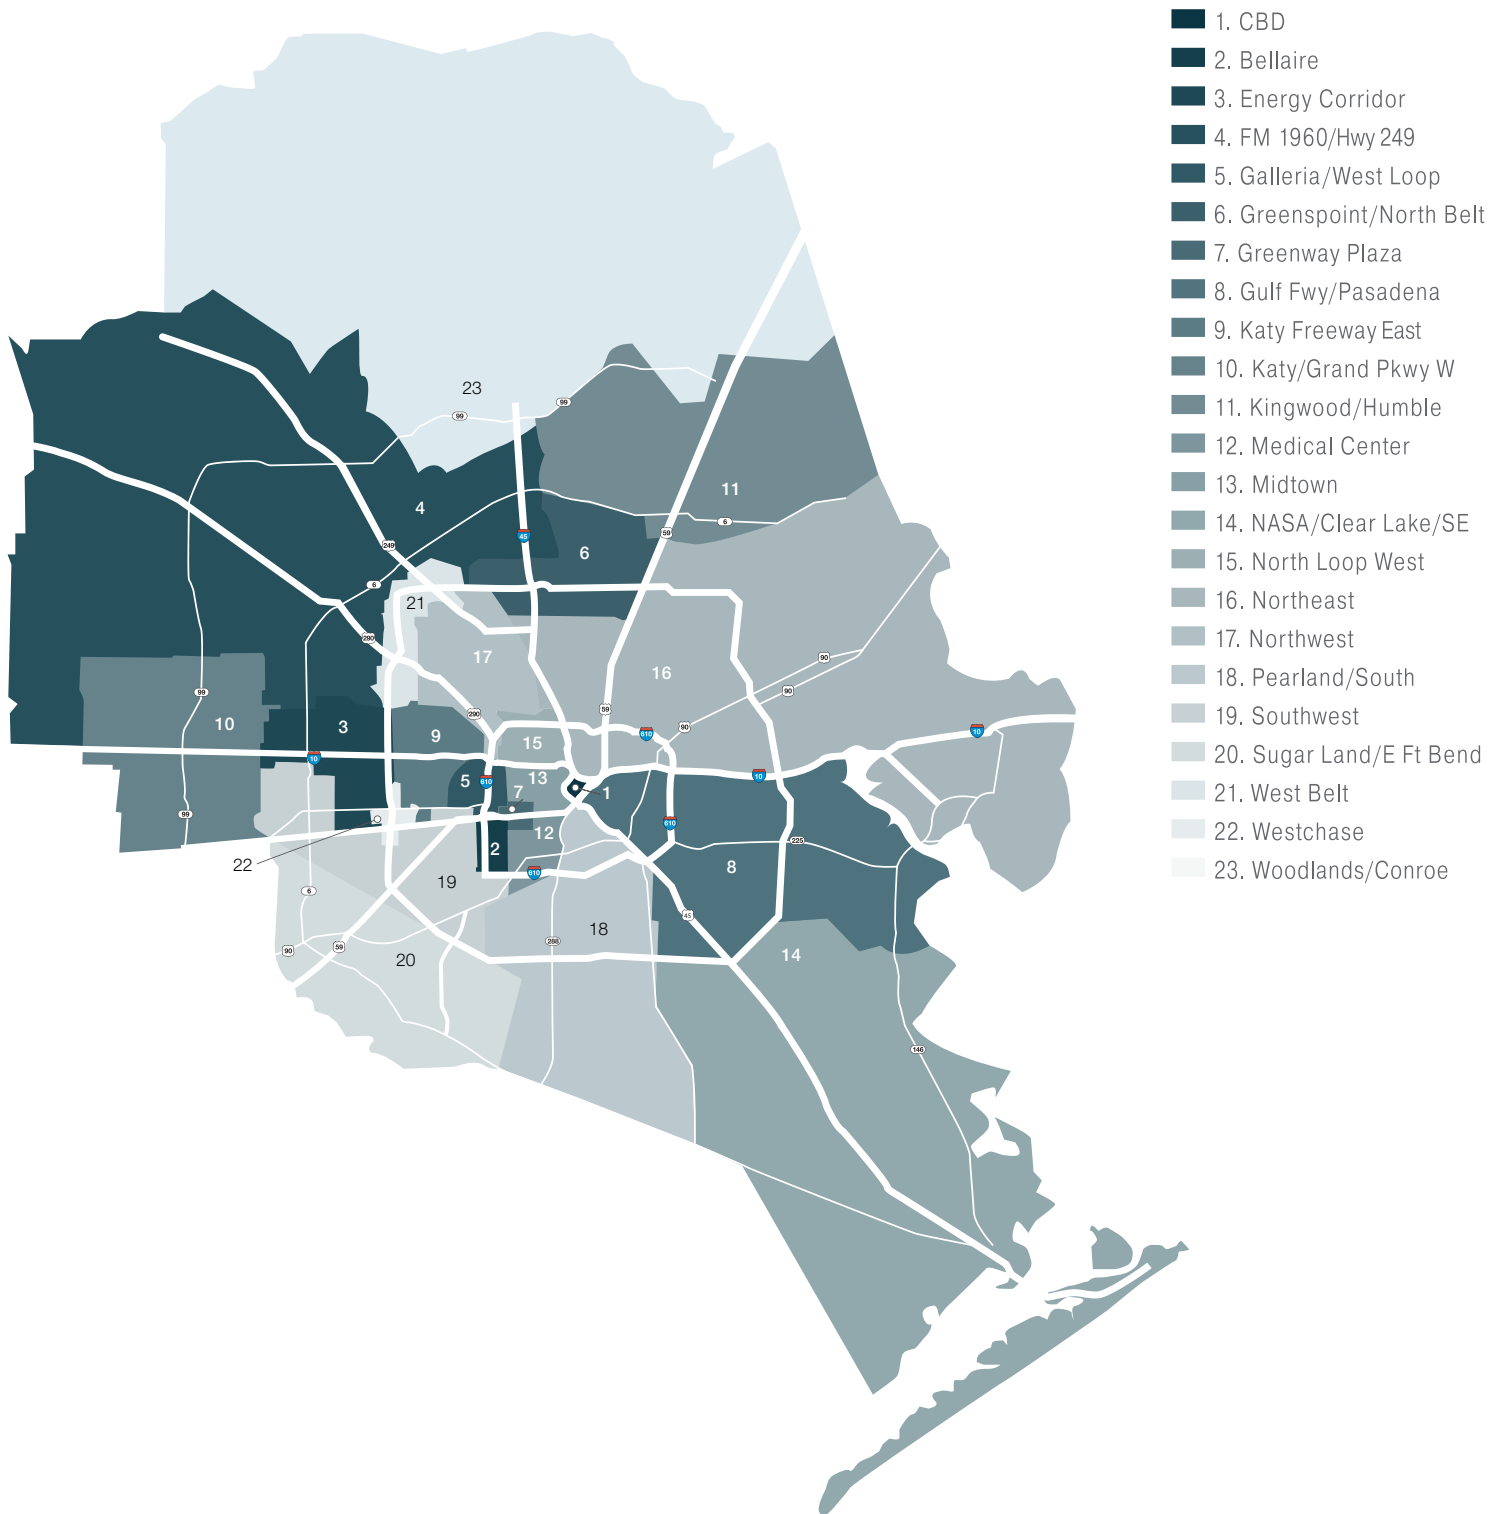 1. CBD
2. Bellaire
3. Energy Corridor
4. FM 1960/Hwy 249
5. Galleria/West Loop
6. Greenspoint/North Belt
7. Greenway Plaza
8. Gulf Fwy/Pasadena
9. Katy Freeway East
10. Katy/Grand Pkwy W
11. Kingwood/Humble
12. Medical Center
13. Midtown
14. NASA/Clear Lake/SE
15. North Loop West
16. Northeast
17. Northwest
18. Pearland/South
19. Southwest
20. Sugar Land/E Ft Bend
21. West Belt
22. Westchase
23. Woodlands/Conroe
23
99
99
11
4
6
59
45
249
6
6
21
290
17
16
90
90
99
10
3
9
290
15
59
610
90
10
10
10
5
610
13
7
1
99
22
2
12
610
225
8
19
610
6
45
18
288
90
59
20
14
146